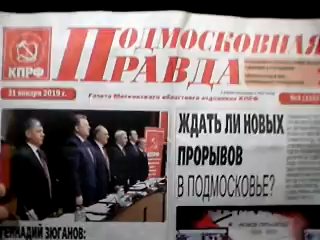 ПОДМОСКОВНАЯ
ПРАВДА
КПРФ
31 января 2019 г.
Газета Московского областного отделения КПРФ
ЖДАТЬ ЛИ НОВЫХ
ПРОРЫВОВ
В ПОДМОСКОВЬЕ?
ГЕННАДИЙ ЗЮГАНОВ: